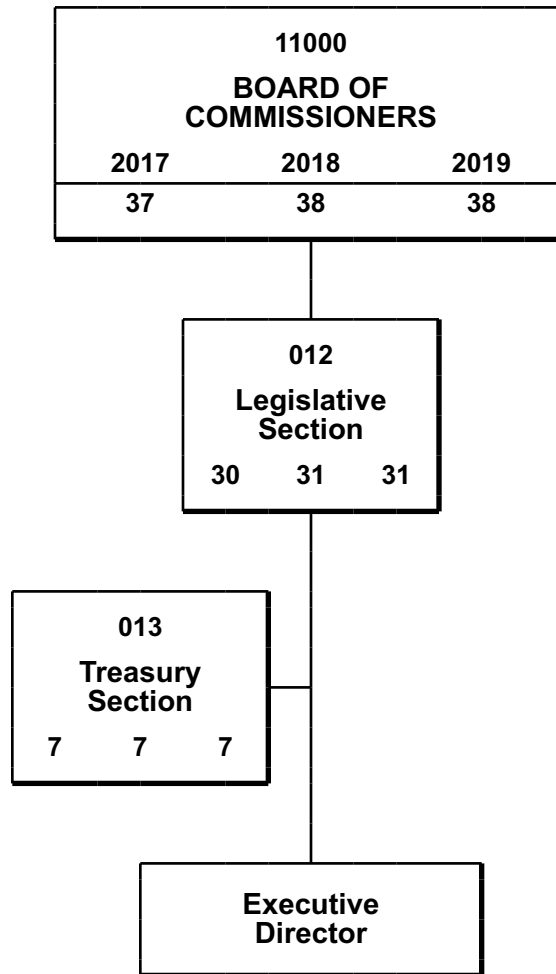 11000
BOARD OF
COMMISSIONERS
2017 2018 2019
37 38 38
012
Legislative
Section
30 31 31
013
Treasury
Section
7 7 7
Executive
Director